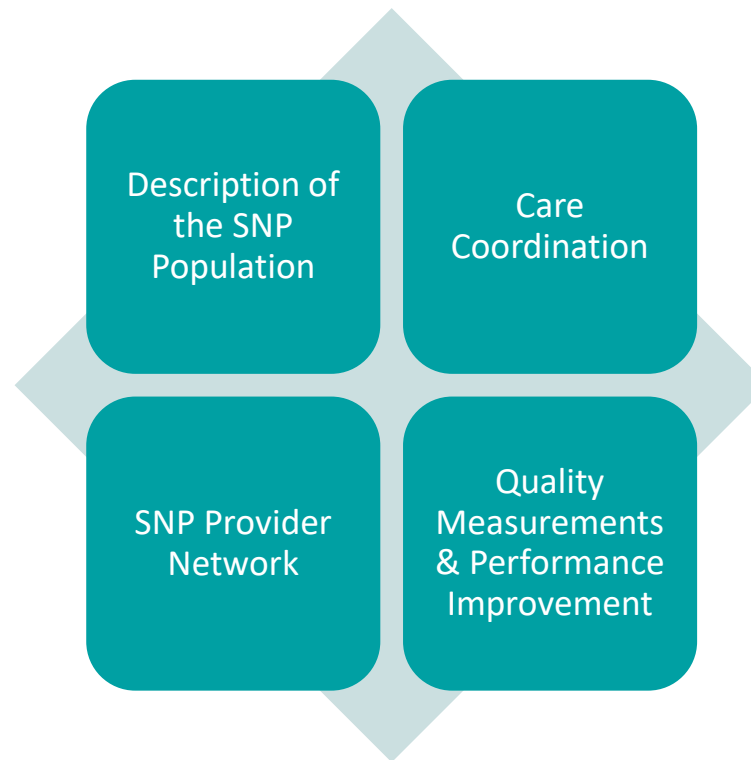 Description of
the SNP
Population
Care
Coordination
SNP Provider
Network
Quality
Measurements
& Performance
Improvement